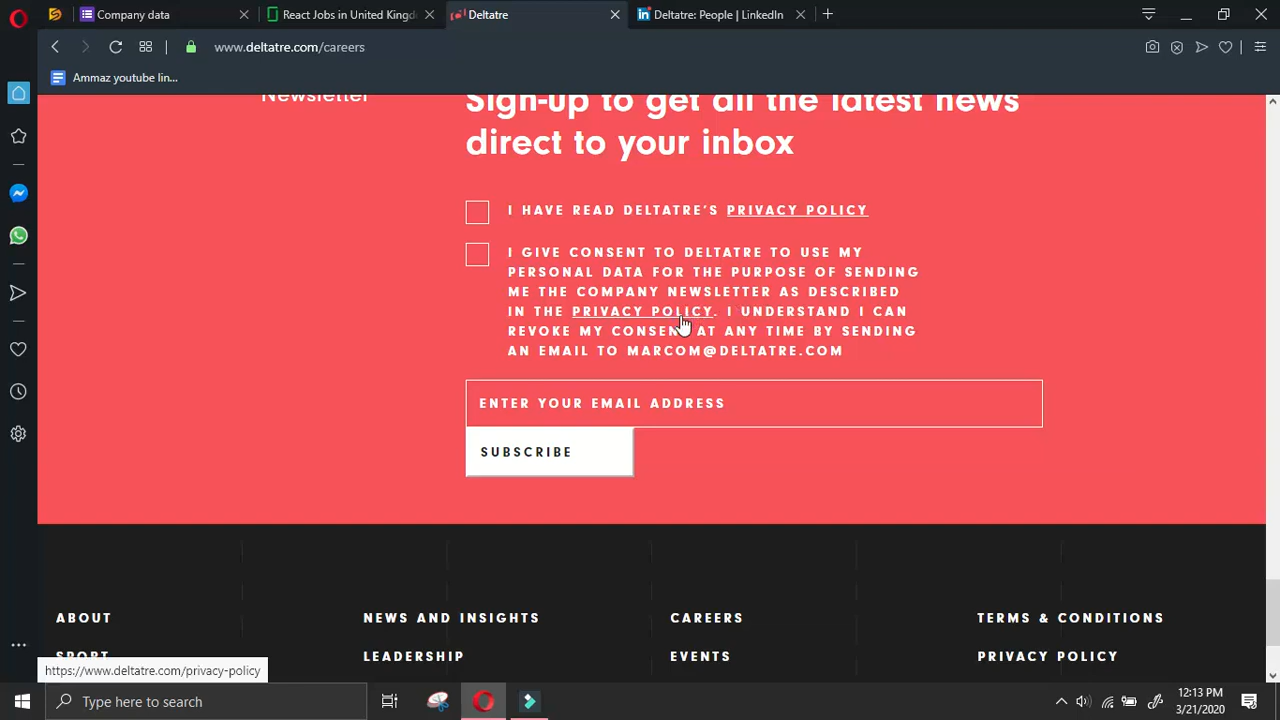 Company data
React Jobs in United Kingd
Deltatre
Deltatre: People | LinkedIn
www.deltatre.com/careers
Ammaz youtube lin...
Newsletter
Sign-up to get all the latest news
direct to your inbox
I HAVE READ DELTATRE'S PRIVACY POLICY
I GIVE CONSENT TO DELTATRE TO USE MY
PERSONAL DATA FOR THE PURPOSE OF SENDING
ME THE COMPANY NEWSLETTER AS DESCRIBED
IN THE PRIVACY POLICY. I UNDERSTAND I CAN
REVOKE MY CONSENT AT ANY TIME BY SENDING
AN EMAIL TO MARCOM@DELTATRE.COM
ENTER YOUR EMAIL ADDRESS
SUBSCRIBE
ABOUT
NEWS AND INSIGHTS
CAREERS
TERMS & CONDITIONS
SPORT
LEADERSHIP
EVENTS
PRIVACY POLICY
https://www.deltatre.com/privacy-policy
Type here to search
12:13 PM
3/21/2020